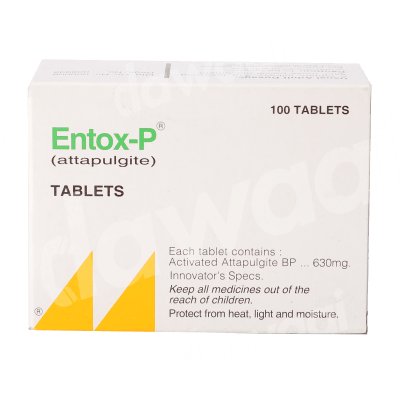 100 TABLETS
Entox-P®
(attapulgite)
TABLETS
Each tablet contains :
Activated Attapulgite BP ... 630mg.
Innovator's Specs.
Keep all medicines out of the
reach of children.
®
Protect from heat, light and moisture.
dawaai